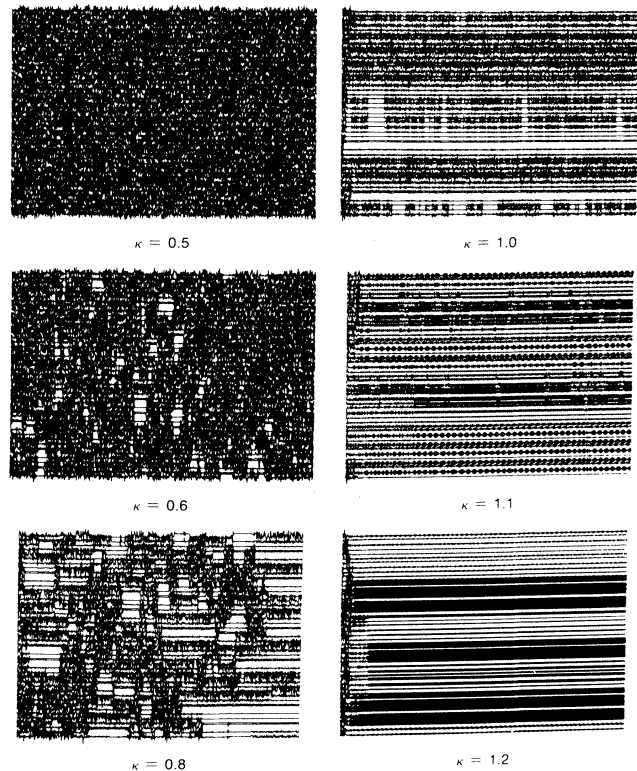 κ = 0.5
κ = 1.0
κ = 0.6
κ = 1.1
κ = 0.8
κ = 1.2